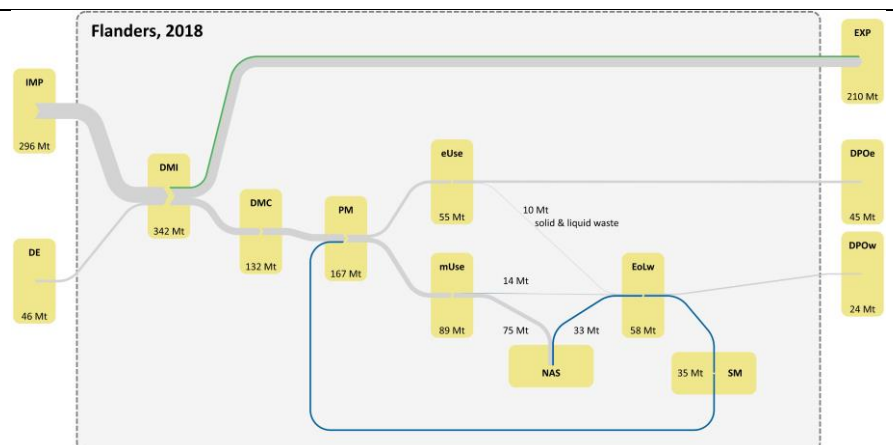 Flanders, 2018
EXP
IMP
210 Mt
296 Mt
eUse
DPOe
DMI
DMC
PM
10 Mt
solid & liquid waste
55 Mt
45 Mt
342 Mt
DE
mUse
EoLw
DPOw
132 Mt
167 Mt
14 Mt
46 Mt
89 Mt
75 Mt
33 Mt
58 Mt
24 Mt
NAS
35 Mt
SM